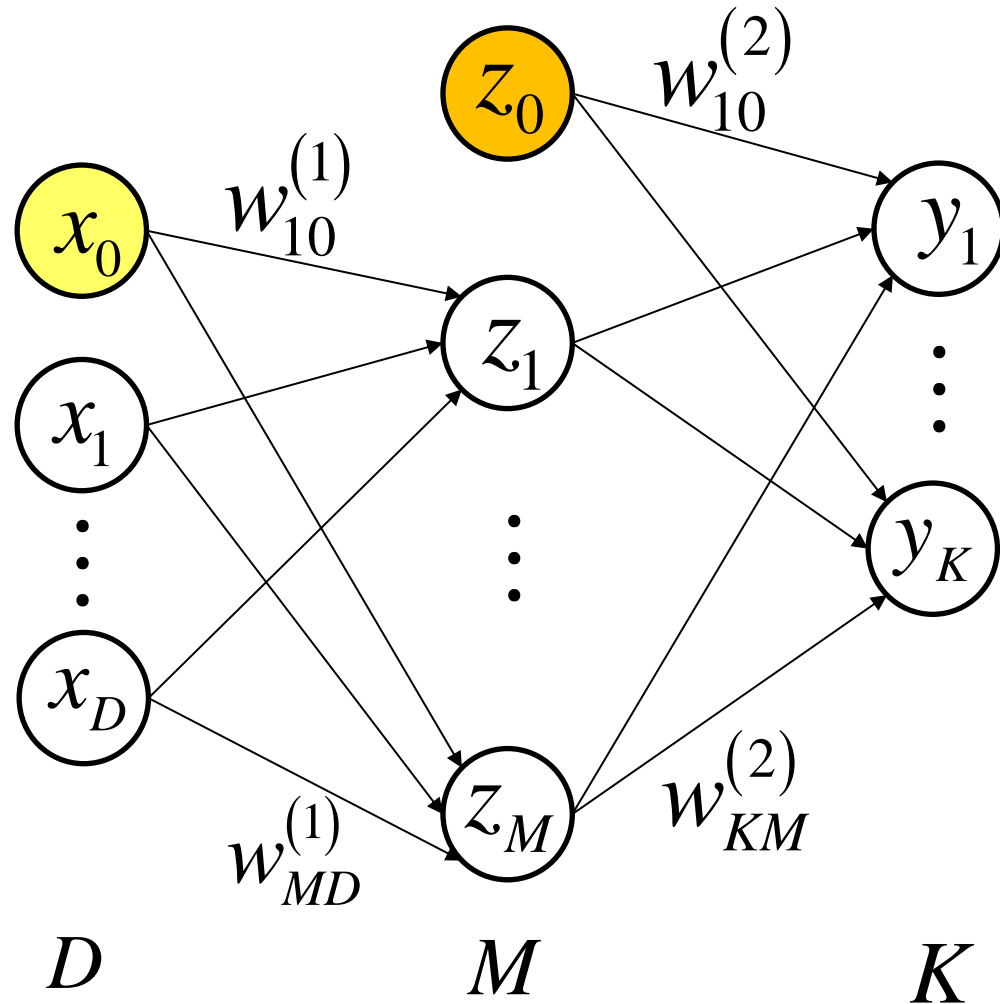 z_0
w_{10}^{(2)}
x_0
w_{10}^{(1)}
y_1
z_1
x_1
⋮
⋮
⋮
y_K
x_D
z_M
w_{MD}^{(1)}
w_{KM}^{(2)}
D M K